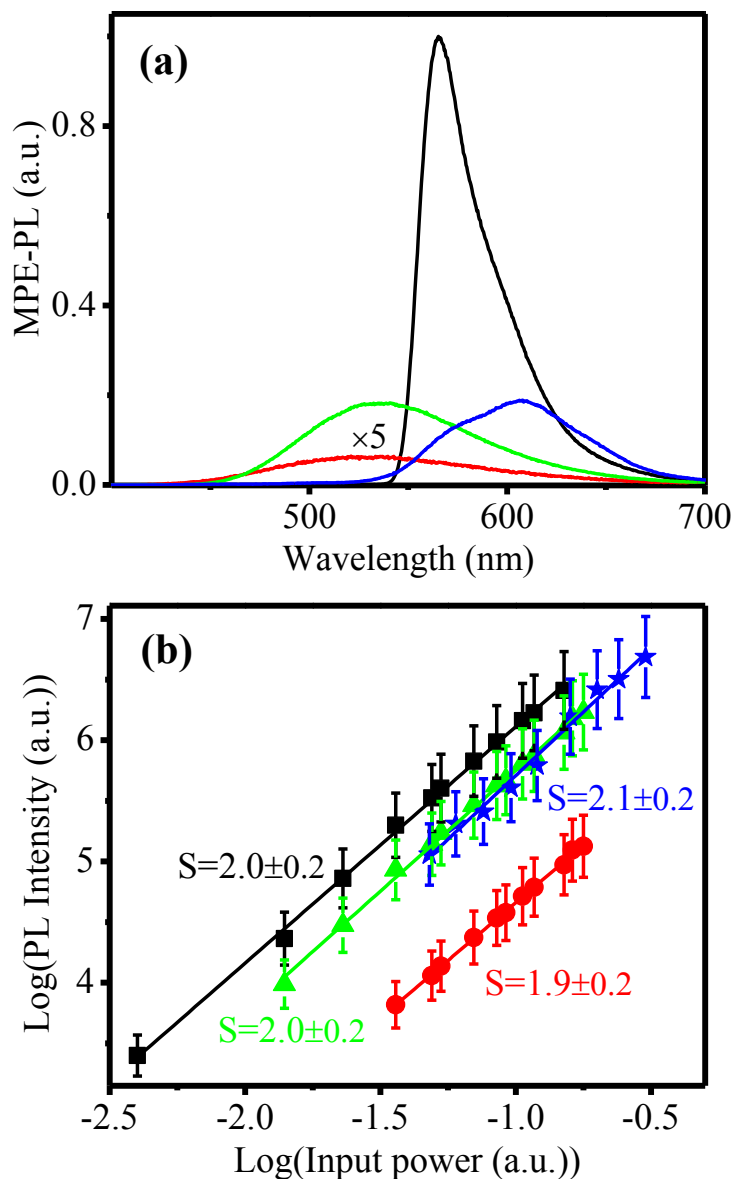 (a)
MPE-PL (a.u.)
0.8
0.4
0.0
×5
500
600
700
Wavelength (nm)
(b)
Log(PL Intensity (a.u.))
7
6
5
4
S=2.0±0.2
S=2.1±0.2
S=1.9±0.2
S=2.0±0.2
-2.5
-2.0
-1.5
-1.0
-0.5
Log(Input power (a.u.))